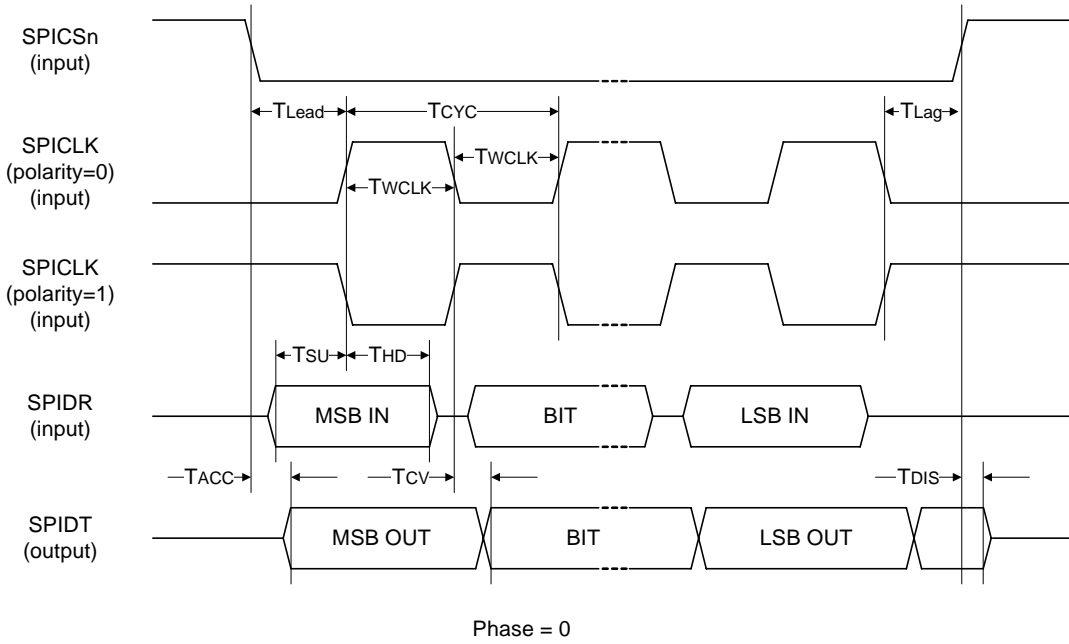 SPICSn
(input)
TLead
TCYC
TLag
SPICLK
(polarity=0)
(input)
TWCLK
TWCLK
SPICLK
(polarity=1)
(input)
TSU
THD
SPIDR
(input)
MSB IN
BIT
LSB IN
TACC
TCV
TDIS
SPIDT
(output)
MSB OUT
BIT
LSB OUT
Phase = 0